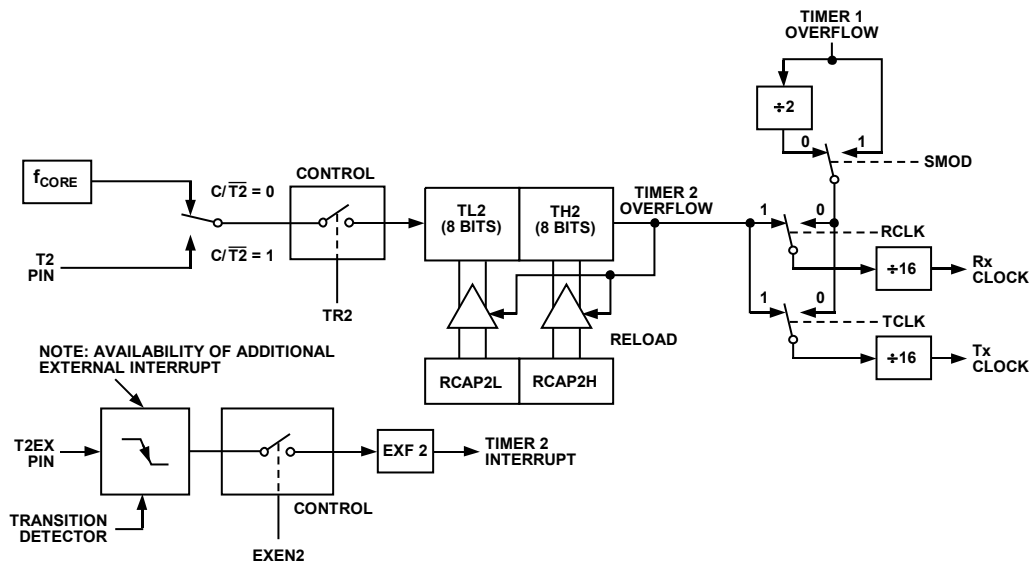 TIMER 1
OVERFLOW
÷2
0
1
SMOD
fCORE
C/T̅2̅ = 0
CONTROL
TL2
(8 BITS)
TH2
(8 BITS)
TIMER 2
OVERFLOW
1
0
RCLK
T2
PIN
C/T̅2̅ = 1
÷16
Rx
CLOCK
TR2
RELOAD
1
0
TCLK
NOTE: AVAILABILITY OF ADDITIONAL
EXTERNAL INTERRUPT
RCAP2L
RCAP2H
÷16
Tx
CLOCK
T2EX
PIN
EXF 2
TIMER 2
INTERRUPT
CONTROL
TRANSITION
DETECTOR
EXEN2